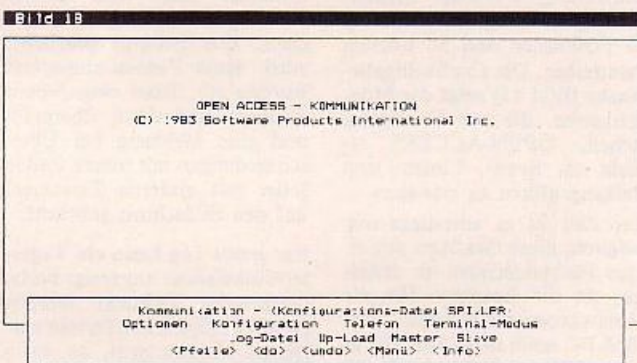 Bild 18
OPEN ACCESS - KOMMUNIKATION
(C) 1983 Software Products International Inc.
Kommunikation - (Konfigurations-Datei SPI.LPR)
Optionen Konfiguration Telefon Terminal-Modus
Log-Datei Up-Load Master Slave
<Pfeile> <do> <undo> <Menü> <Info>